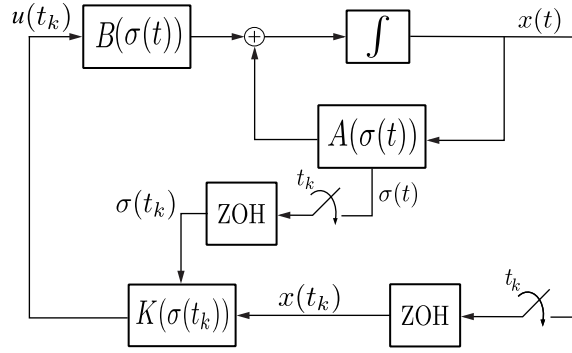 u(t_k)
B(σ(t))
+
∫
x(t)
A(σ(t))
t_k
σ(t)
σ(t_k)
ZOH
K(σ(t_k))
x(t_k)
ZOH
t_k